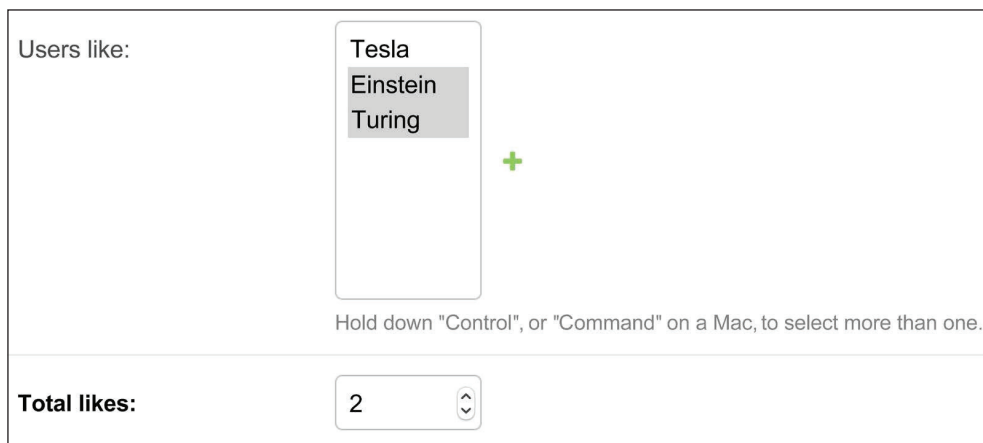 Users like:
Tesla
Einstein
Turing
Hold down "Control", or "Command" on a Mac, to select more than one.
Total likes:
2